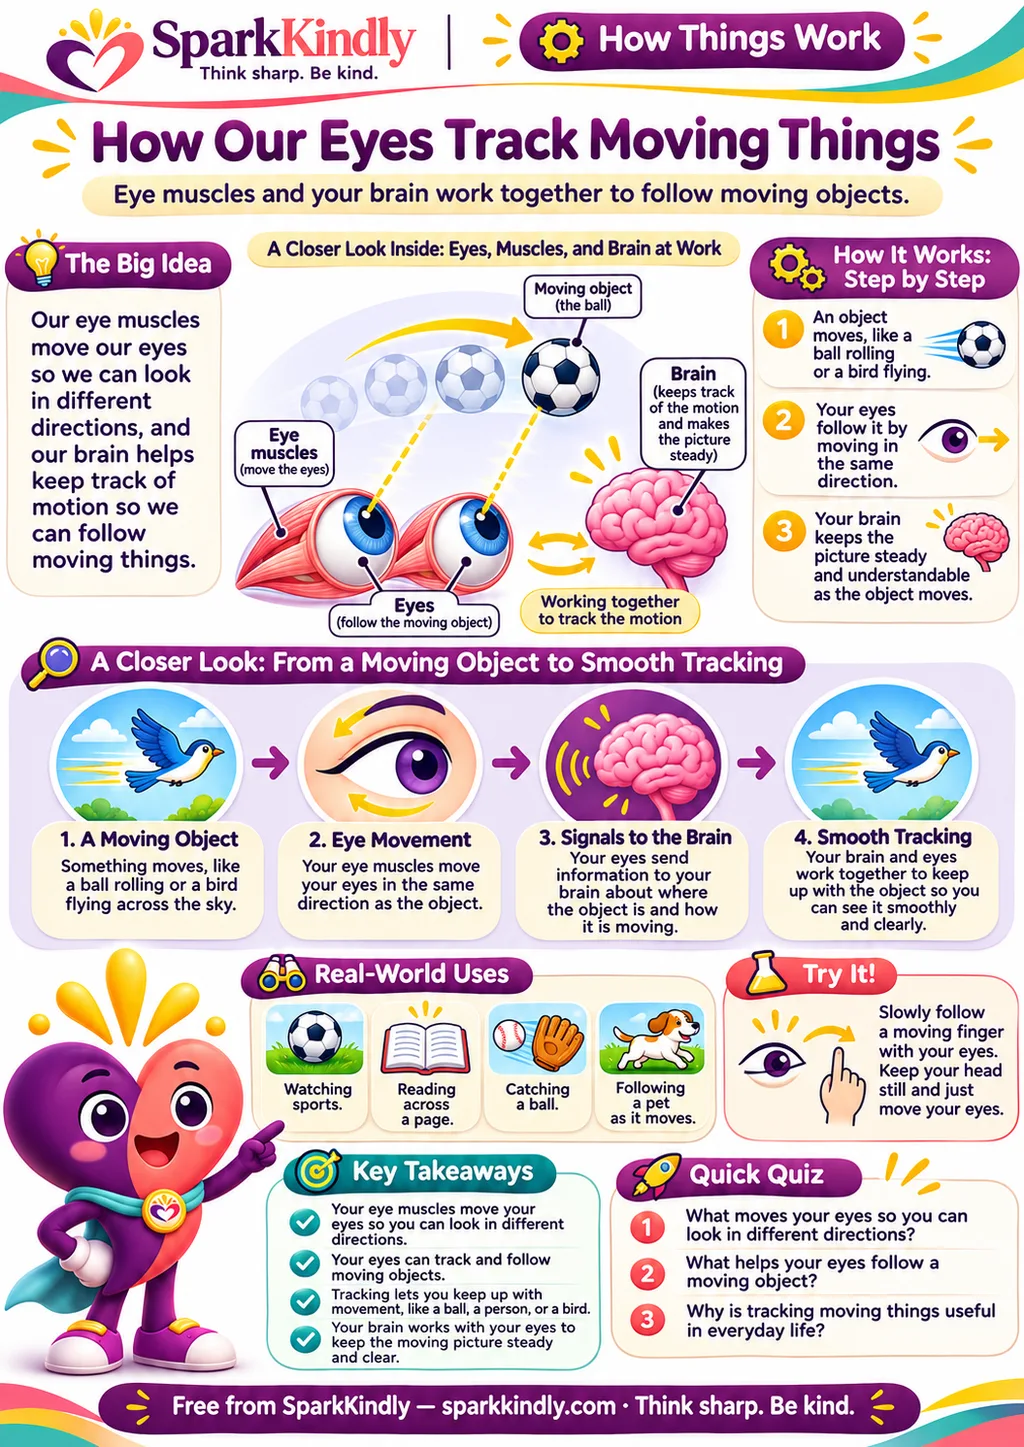 SparkKindly
Think sharp. Be kind.
How Things Work
How Our Eyes Track Moving Things
Eye muscles and your brain work together to follow moving objects.
The Big Idea
Our eye muscles
move our eyes
so we can look
in different
directions, and
our brain helps
keep track of
motion so we
can follow
moving things.
A Closer Look Inside: Eyes, Muscles, and Brain at Work
Moving object
(the ball)
Brain
(keeps track
of the motion
and makes
the picture
steady)
Eye
muscles
(move the eyes)
Eyes
(follow the moving object)
Working together
to track the motion
How It Works:
Step by Step
1
An object
moves, like a
ball rolling
or a bird flying.
2
Your eyes
follow it by
moving in
the same
direction.
3
Your brain
keeps the
picture steady
and understandable
as the object moves.
A Closer Look: From a Moving Object to Smooth Tracking
1. A Moving Object
Something moves, like
a ball rolling or a bird
flying across the sky.
2. Eye Movement
Your eye muscles move
your eyes in the same
direction as the object.
3. Signals to the Brain
Your eyes send
information to your
brain about where
the object is and how
it is moving.
4. Smooth Tracking
Your brain and eyes
work together to keep
up with the object so you
can see it smoothly
and clearly.
Real-World Uses
Watching
sports.
Reading
across
a page.
Catching
a ball.
Following
a pet
as it moves.
Try It!
Slowly follow
a moving finger
with your eyes.
Keep your head
still and just
move your eyes.
Key Takeaways
Your eye muscles move your
eyes so you can look in different
directions.
Your eyes can track and follow
moving objects.
Tracking lets you keep up with
movement, like a ball, a person, or a bird.
Your brain works with your eyes to
keep the moving picture steady
and clear.
Quick Quiz
1
What moves your eyes so you can
look in different directions?
2
What helps your eyes follow a
moving object?
3
Why is tracking moving things useful
in everyday life?
Free from SparkKindly — sparkkindly.com · Think sharp. Be kind.